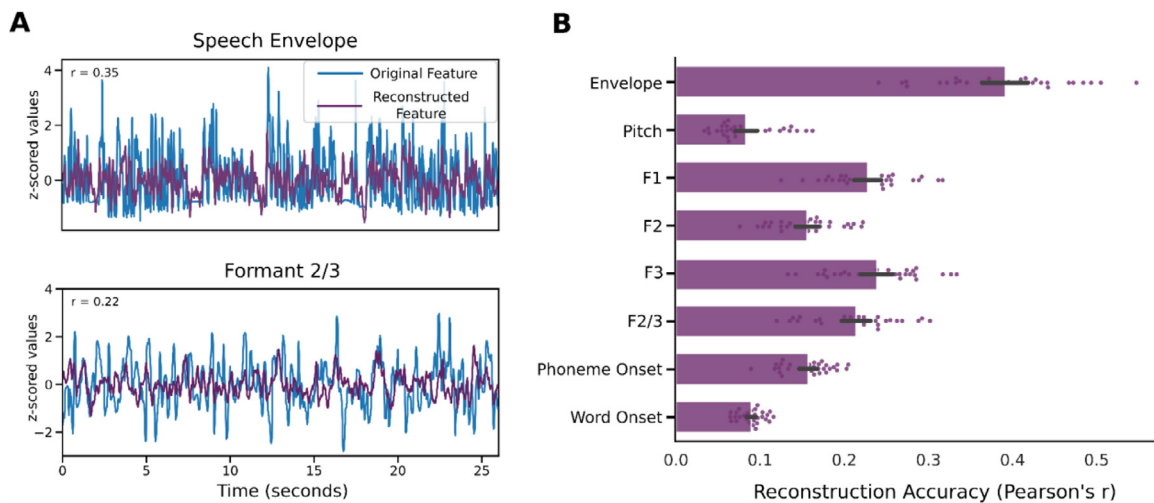 A
Speech Envelope
r = 0.35
Original Feature
Reconstructed
Feature
z-scored values
4
2
0
Formant 2/3
r = 0.22
z-scored values
4
2
0
−2
0 5 10 15 20 25
Time (seconds)
B
Envelope
Pitch
F1
F2
F3
F2/3
Phoneme Onset
Word Onset
0.0 0.1 0.2 0.3 0.4 0.5
Reconstruction Accuracy (Pearson's r)